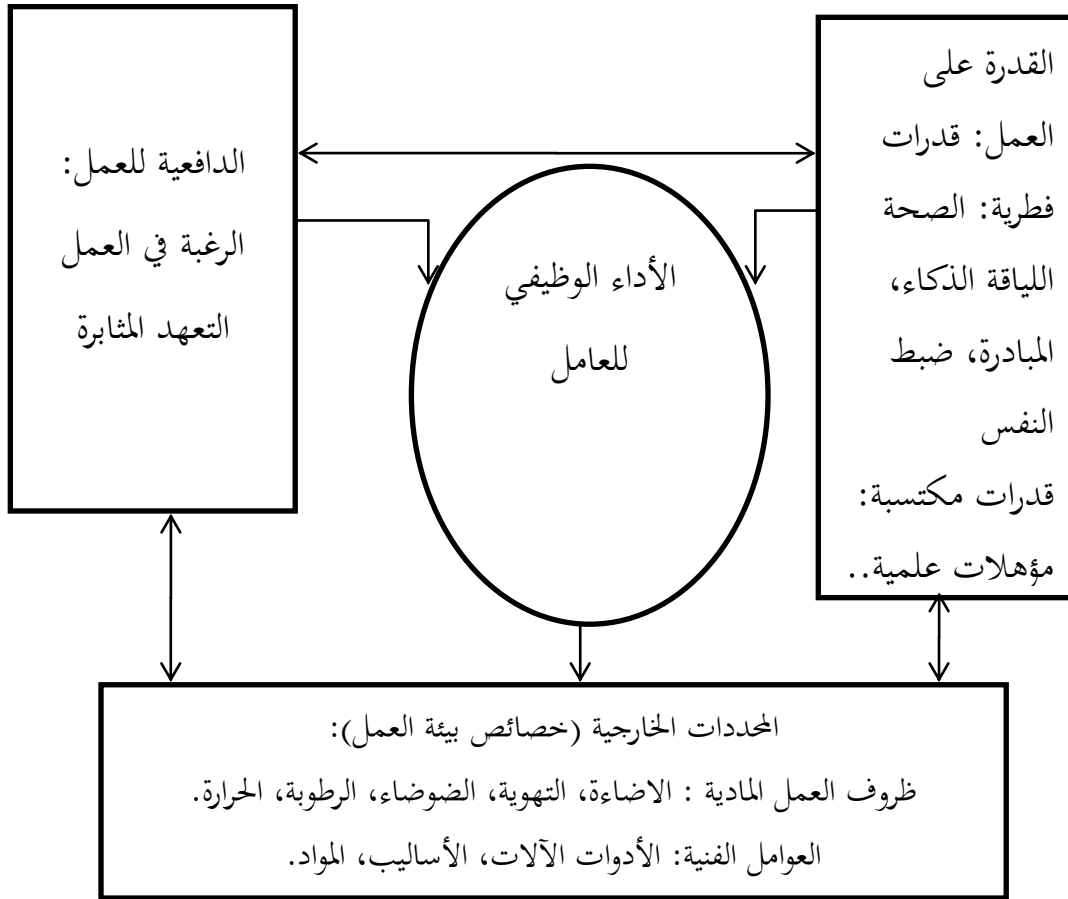 القدرة على
العمل: قدرات
فطرية: الصحة
اللياقة الذكاء،
المبادرة، ضبط
النفس
قدرات مكتسبة:
مؤهلات علمية..
الدافعية للعمل:
الرغبة في العمل
التعهد المثابرة
الأداء الوظيفي
للعامل
المحددات الخارجية (خصائص بيئة العمل):
ظروف العمل المادية : الاضاءة، التهوية، الضوضاء، الرطوبة، الحرارة.
العوامل الفنية: الأدوات الآلات، الأساليب، المواد.